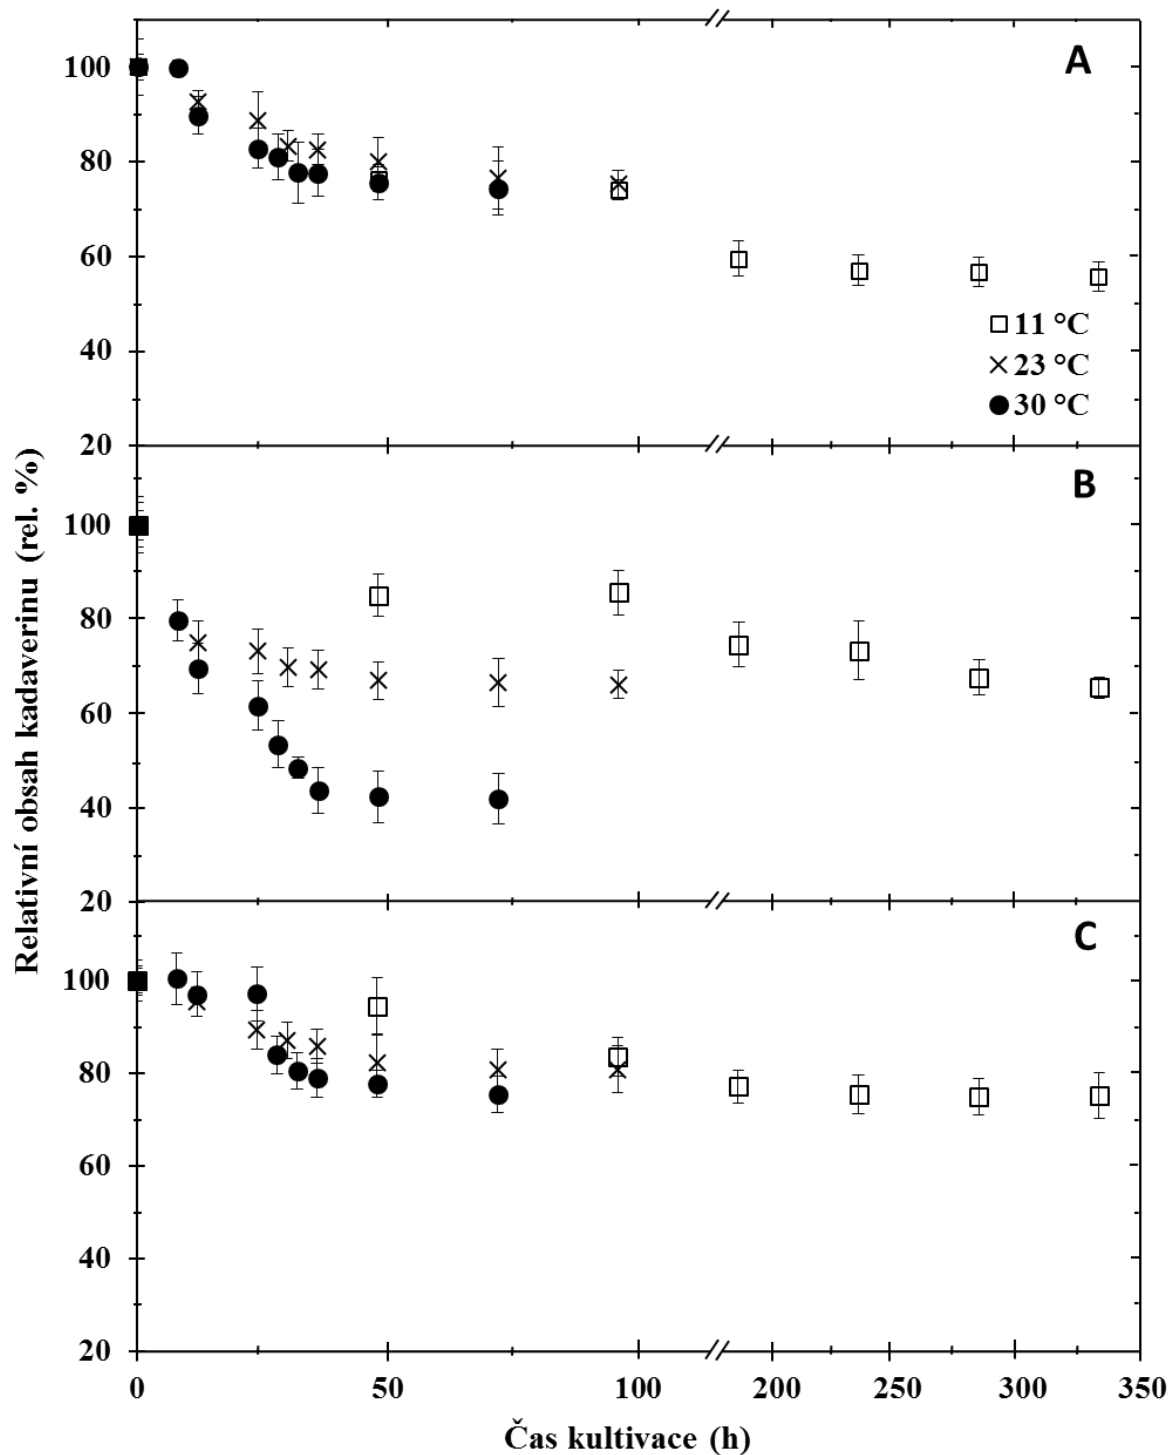 A
100
80
60
40
20
□ 11 °C
× 23 °C
● 30 °C
B
100
80
60
40
20
C
100
80
60
40
20
0 50 100 200 250 300 350
Relativní obsah kadaverinu (rel. %)
Čas kultivace (h)